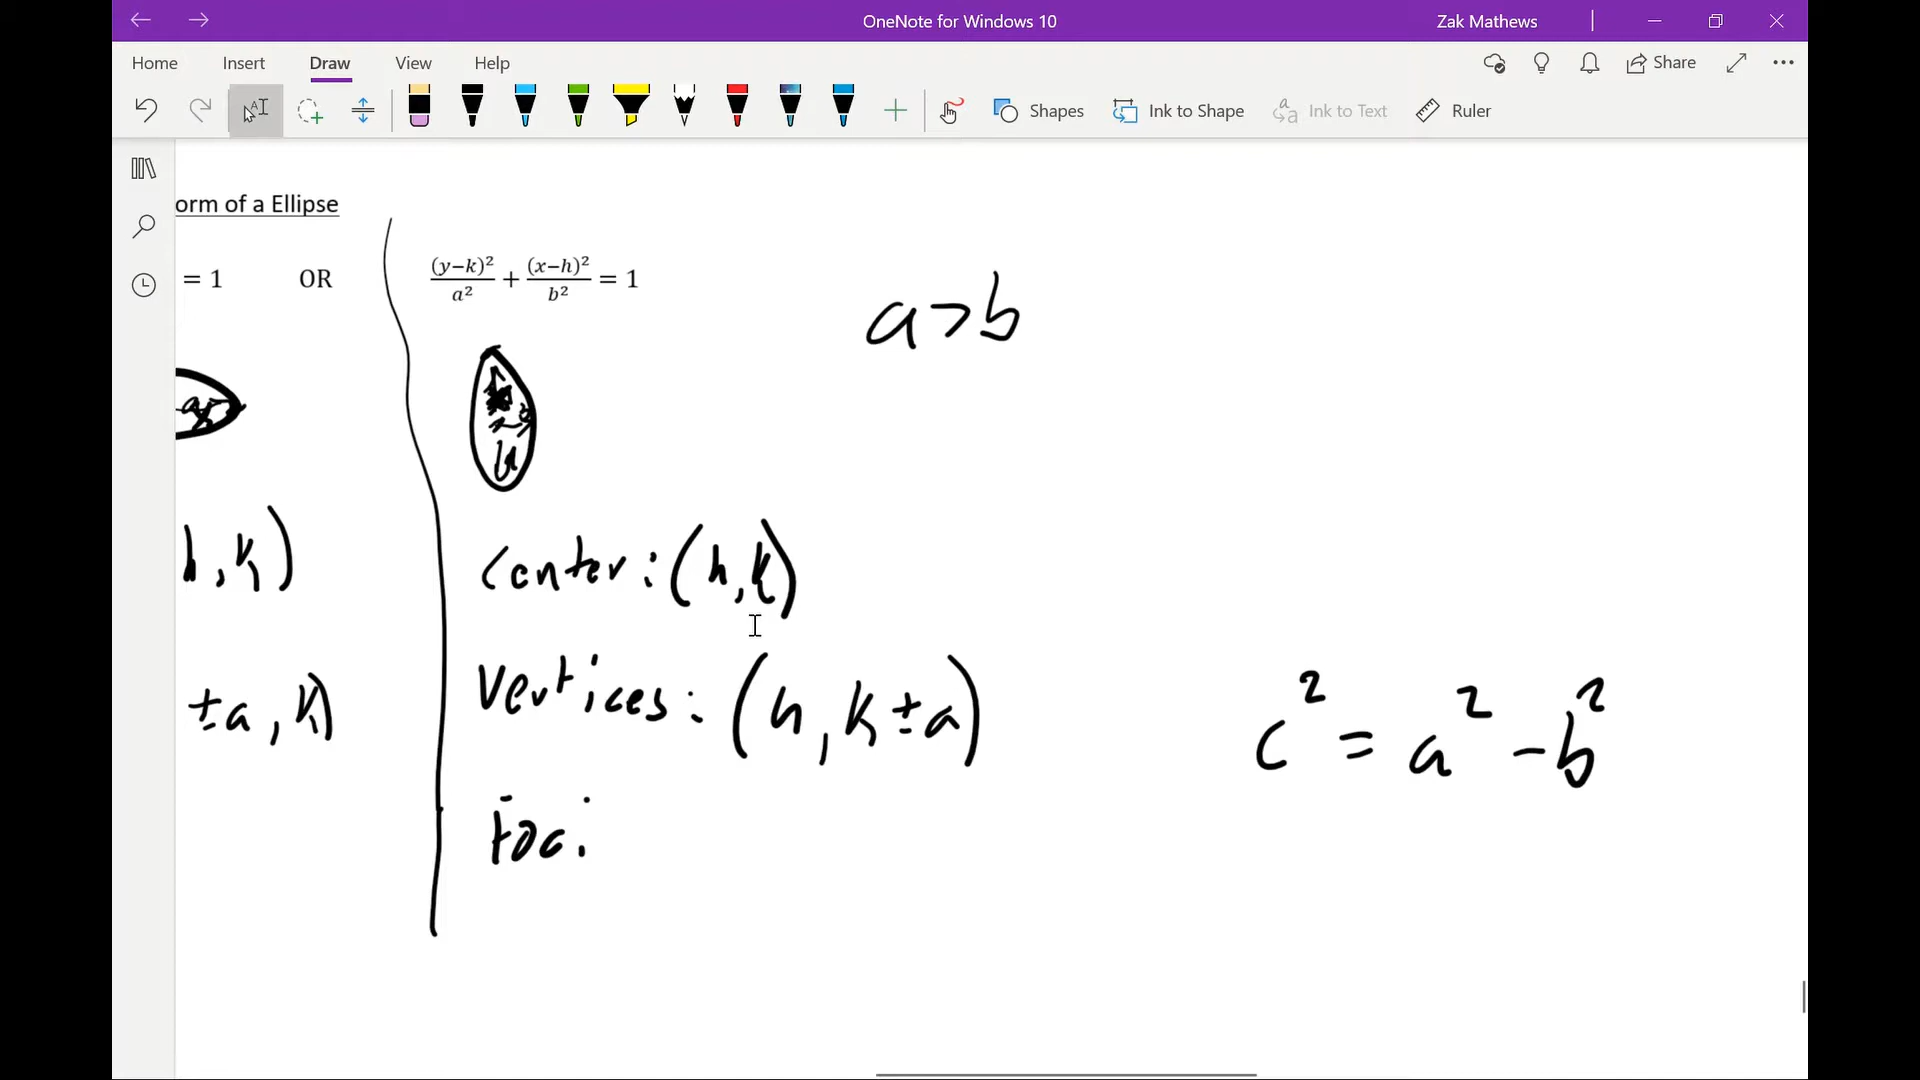 OneNote for Windows 10
Zak Mathews
Home Insert Draw View Help
Share
Shapes Ink to Shape Ink to Text Ruler
orm of a Ellipse
= 1 OR (y−k)²/a² + (x−h)²/b² = 1
a > b
h, k)
Center: (h, k)
± a, k)
Vertices: (h, k ± a)
c² = a² − b²
Foci